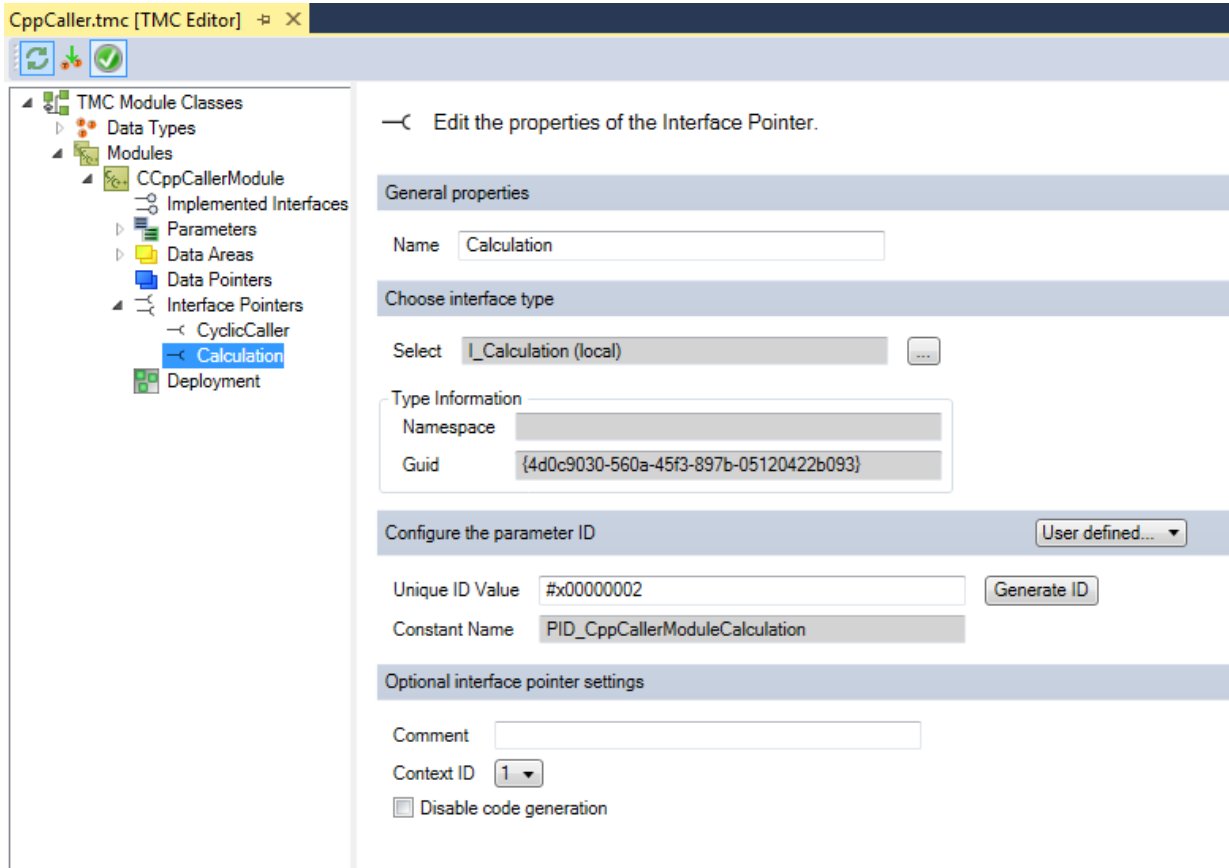 CppCaller.tmc [TMC Editor]
TMC Module Classes
Data Types
Modules
CCppCallerModule
Implemented Interfaces
Parameters
Data Areas
Data Pointers
Interface Pointers
CyclicCaller
Calculation
Deployment
Edit the properties of the Interface Pointer.
General properties
Name Calculation
Choose interface type
Select I_Calculation (local) ...
Type Information
Namespace
Guid {4d0c9030-560a-45f3-897b-05120422b093}
Configure the parameter ID User defined...
Unique ID Value #x00000002 Generate ID
Constant Name PID_CppCallerModuleCalculation
Optional interface pointer settings
Comment
Context ID 1
Disable code generation